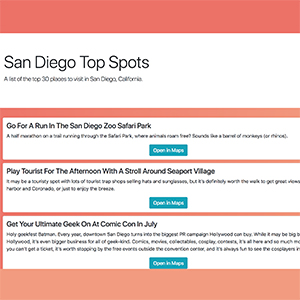 San Diego Top Spots
A list of the top 30 places to visit in San Diego, California.
Go For A Run In The San Diego Zoo Safari Park
A half marathon on a trail running through the Safari Park, where animals roam free? Sounds like a barrel of monkeys (or rhinos).
Open in Maps
Play Tourist For The Afternoon With A Stroll Around Seaport Village
It may be a touristy spot with lots of tourist trap shops selling hats and sunglasses, but it's definitely worth the walk to get great views
harbor and Coronado, or just to enjoy the breeze.
Open in Maps
Get Your Ultimate Geek On At Comic Con In July
Holy geekfest Batman. Every year, downtown San Diego turns into the biggest PR campaign Hollywood can buy. While it may be big b
Hollywood, it's even bigger business for all of geek-kind. Comics, movies, collectables, cosplay, contests, it's all here and so much mo
you can't get a ticket, it's worth stopping by the free events outside the convention center, and it's always fun to see the cosplayers in
Open in Maps